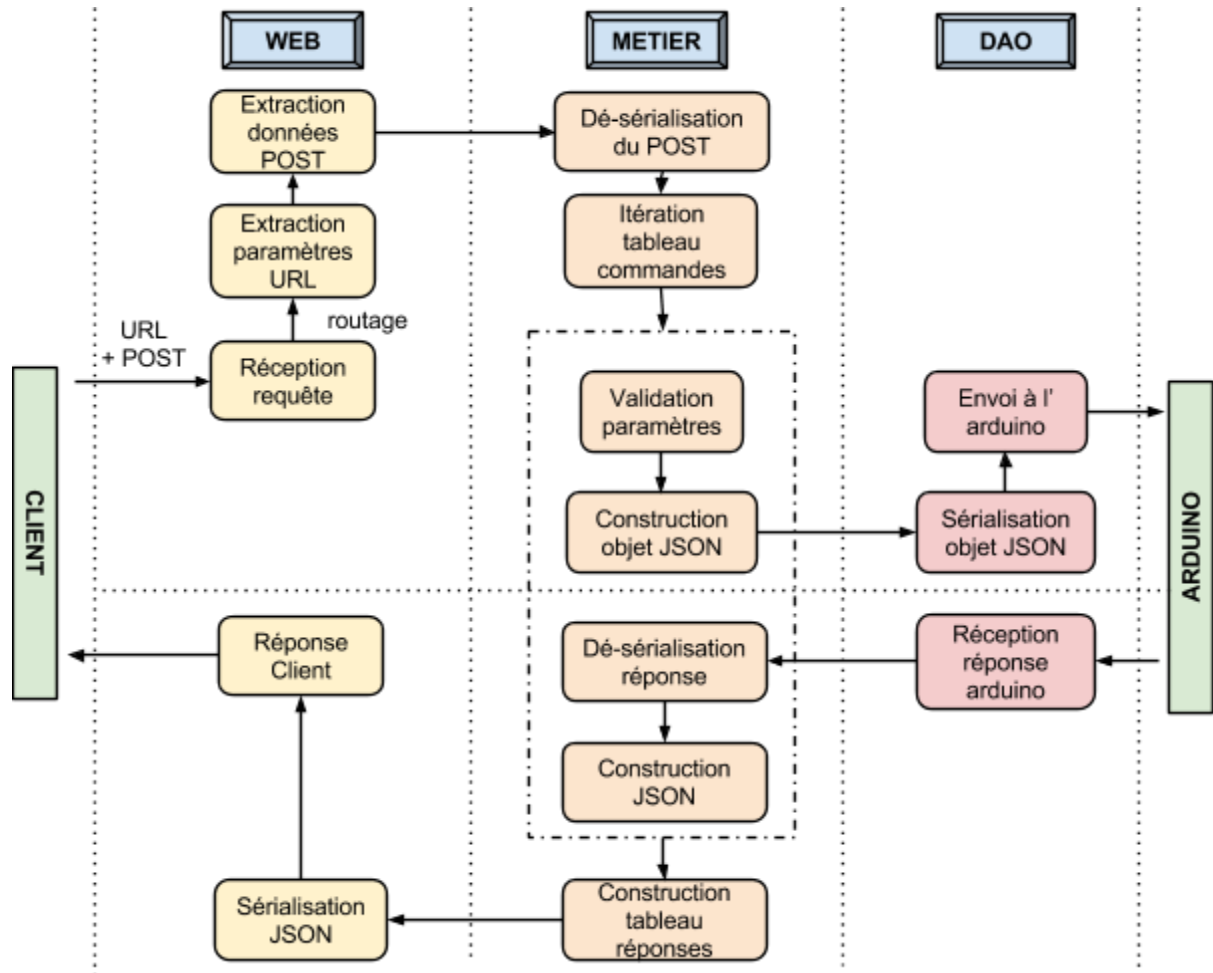 WEB
METIER
DAO
Extraction
données
POST
Dé-sérialisation
du POST
Extraction
paramètres
URL
Itération
tableau
commandes
routage
URL
+ POST
Réception
requête
Validation
paramètres
Envoi à l'
arduino
CLIENT
Construction
objet JSON
Sérialisation
objet JSON
ARDUINO
Réponse
Client
Dé-sérialisation
réponse
Réception
réponse
arduino
Construction
JSON
Sérialisation
JSON
Construction
tableau
réponses